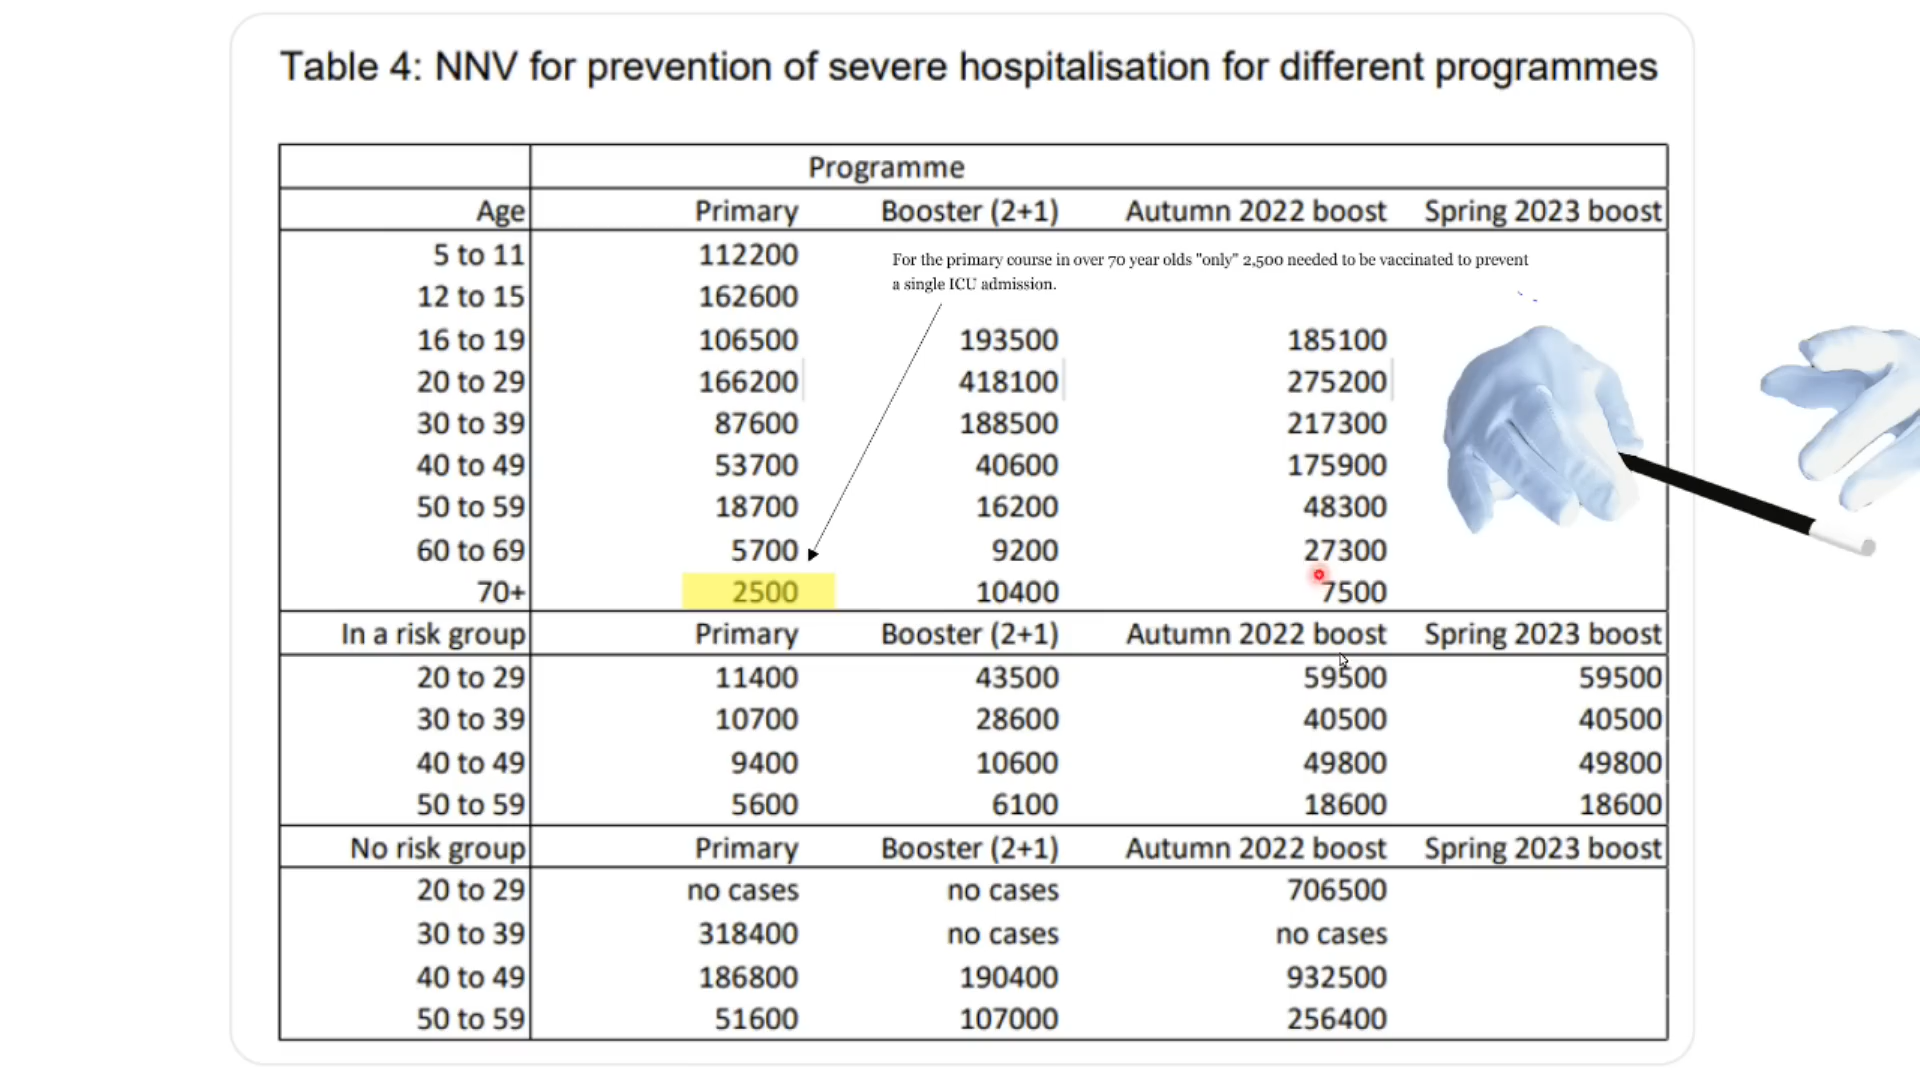 Table 4: NNV for prevention of severe hospitalisation for different programmes
Programme
Age Primary Booster (2+1) Autumn 2022 boost Spring 2023 boost
5 to 11 112200
For the primary course in over 70 year olds "only" 2,500 needed to be vaccinated to prevent
a single ICU admission.
12 to 15 162600
16 to 19 106500 193500 185100
20 to 29 166200 418100 275200
30 to 39 87600 188500 217300
40 to 49 53700 40600 175900
50 to 59 18700 16200 48300
60 to 69 5700 9200 27300
70+ 2500 10400 7500
In a risk group Primary Booster (2+1) Autumn 2022 boost Spring 2023 boost
20 to 29 11400 43500 59500 59500
30 to 39 10700 28600 40500 40500
40 to 49 9400 10600 49800 49800
50 to 59 5600 6100 18600 18600
No risk group Primary Booster (2+1) Autumn 2022 boost Spring 2023 boost
20 to 29 no cases no cases 706500
30 to 39 318400 no cases no cases
40 to 49 186800 190400 932500
50 to 59 51600 107000 256400